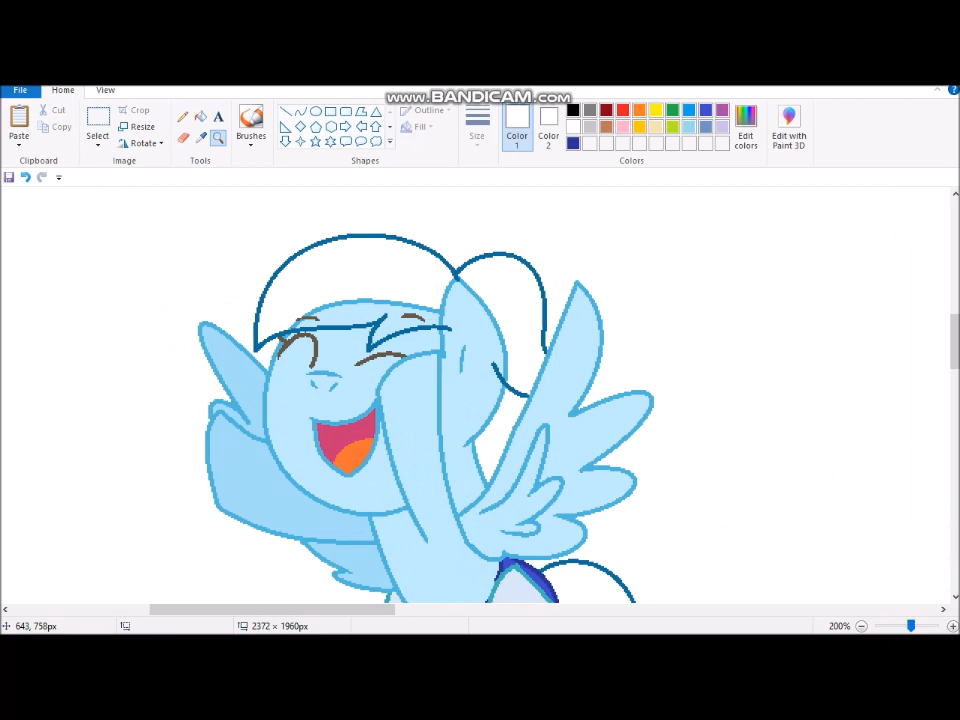 www.BANDICAM.com
File Home View
Paste
Cut
Copy
Clipboard
Select
Crop
Resize
Rotate
Image
A
Tools
Brushes
Shapes
Outline
Fill
Size
Color
1
Color
2
Edit
colors
Colors
Edit with
Paint 3D
?
643, 758px
2372 × 1960px
200%